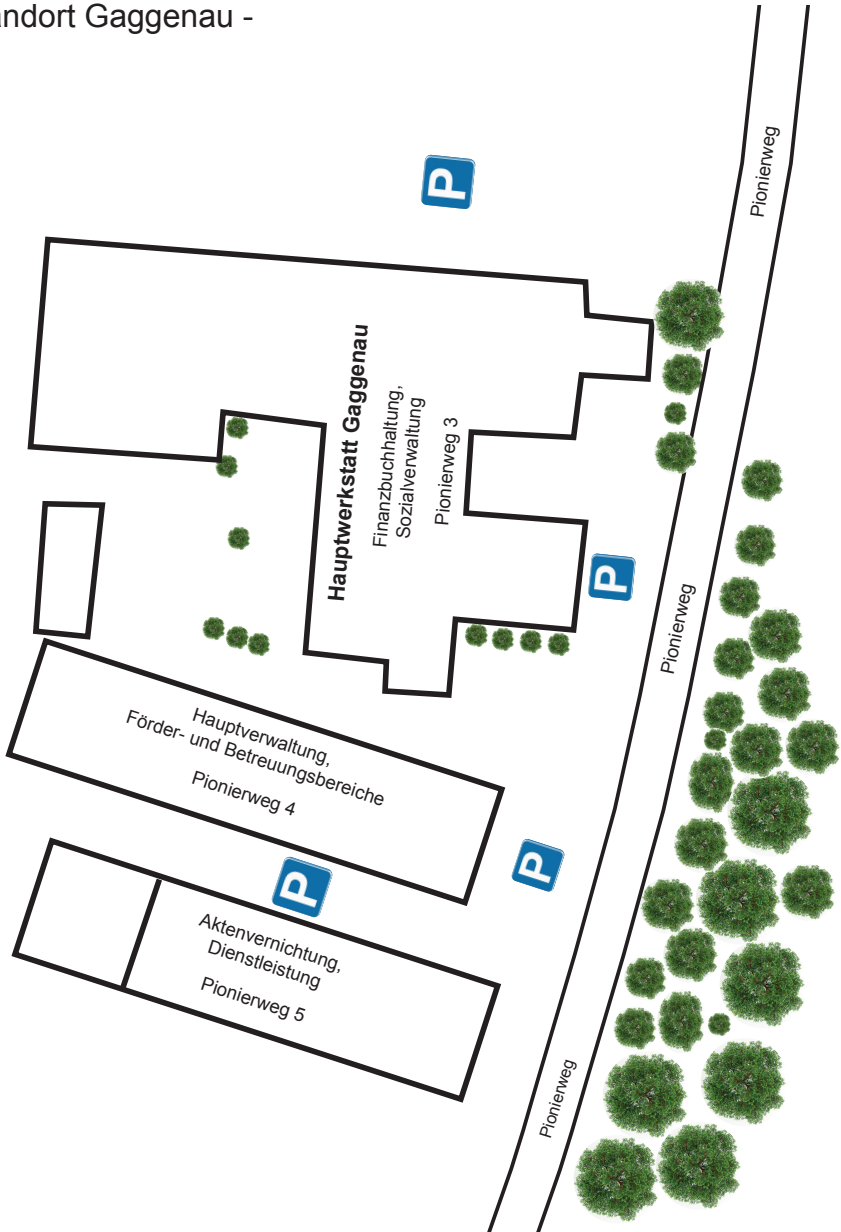 andort Gaggenau -
P
Pionierweg
Hauptwerkstatt Gaggenau
Finanzbuchhaltung,
Sozialverwaltung
Pionierweg 3
P
Pionierweg
Hauptverwaltung,
Förder- und Betreuungsbereiche
Pionierweg 4
P
P
Aktenvernichtung,
Dienstleistung
Pionierweg 5
Pionierweg